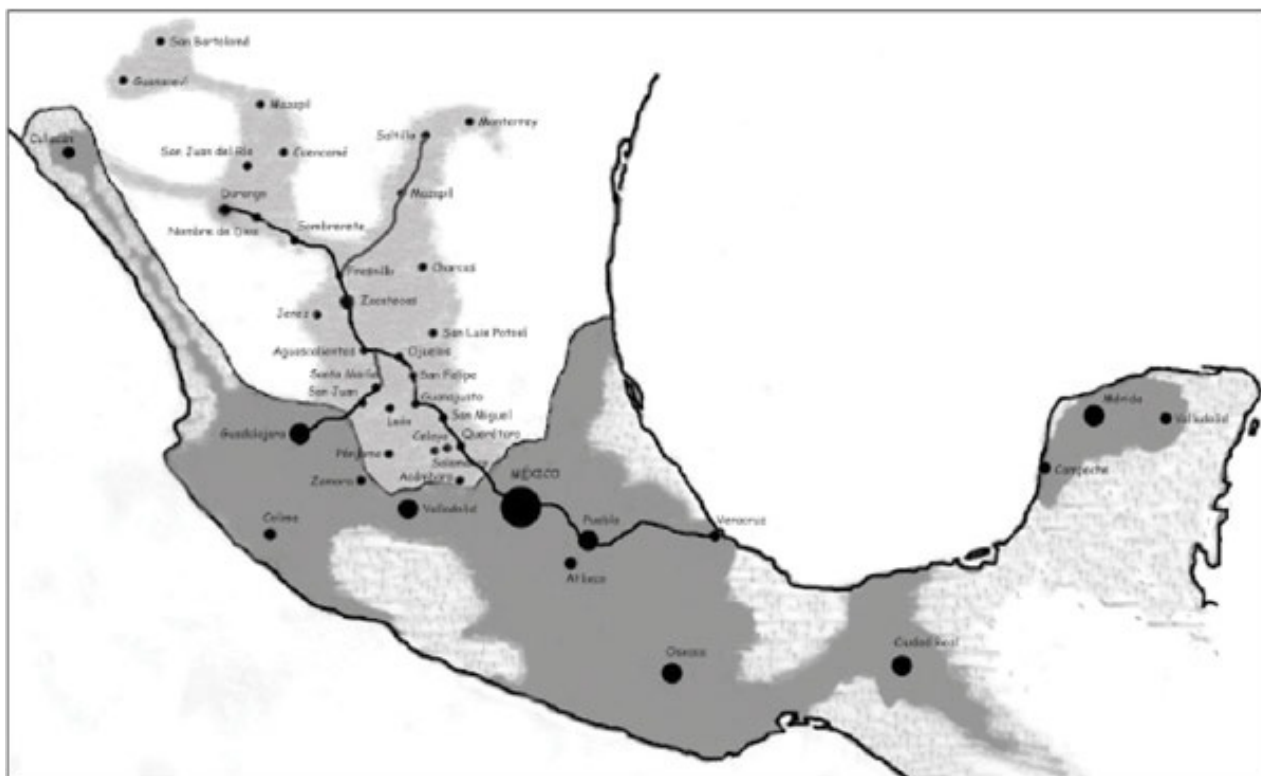 San Bartolomé
Guanaceví
Mazapil
Saltillo
Monterrey
Culiacán
San Juan del Río
Cuencamé
Mazapil
Durango
Nombre de Dios
Sombrerete
Fresnillo
Charcas
Zacatecas
Jerez
San Luis Potosí
Aguascalientes
Ojuelos
Santa María
San Felipe
San Juan
Guanajuato
León
San Miguel
Mérida
Valladolid
Guadalajara
Celaya
Querétaro
Pénjamo
Salamanca
Campeche
Zamora
Acámbaro
MÉXICO
Valladolid
Colima
Puebla
Veracruz
Atlixco
Oaxaca
Ciudad Real